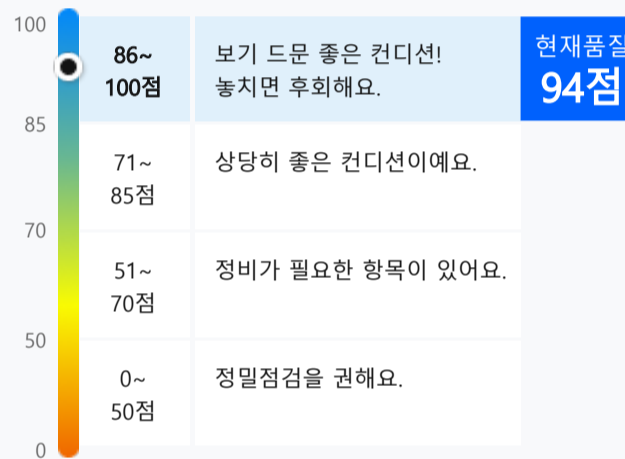 100
86~
100점
보기 드문 좋은 컨디션!
놓치면 후회해요.
현재품질
94점
85
71~
85점
상당히 좋은 컨디션이예요.
70
51~
70점
정비가 필요한 항목이 있어요.
50
0~
50점
정밀점검을 권해요.
0